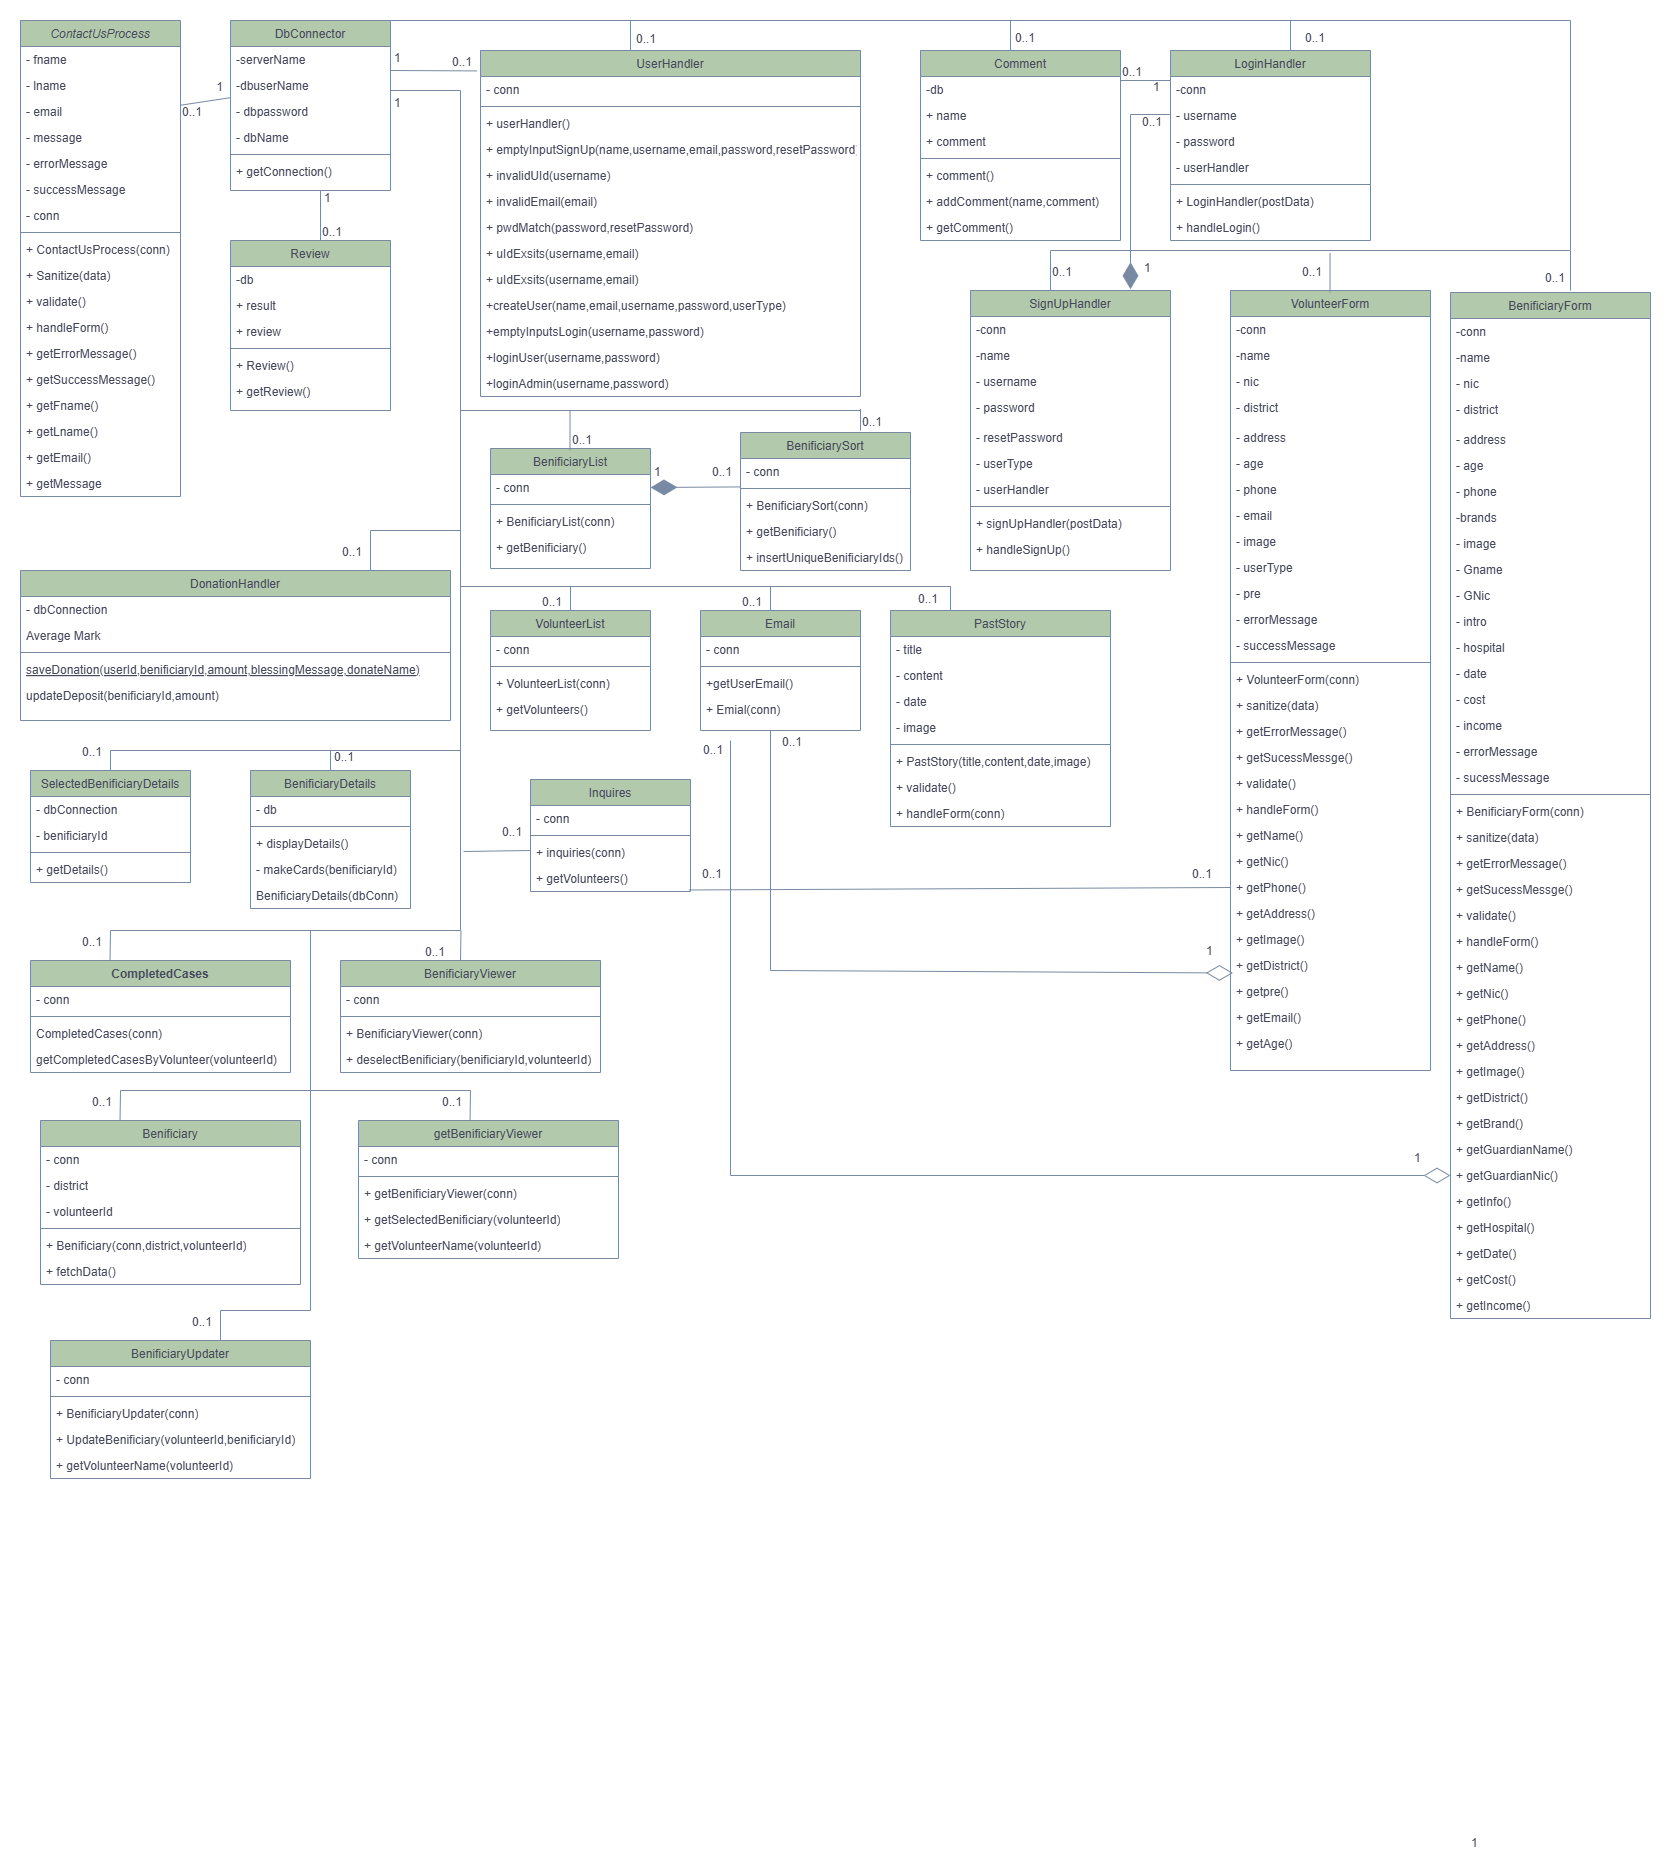 ContactUsProcess
- fname
- lname
- email
- message
- errorMessage
- successMessage
- conn
+ ContactUsProcess(conn)
+ Sanitize(data)
+ validate()
+ handleForm()
+ getErrorMessage()
+ getSuccessMessage()
+ getFname()
+ getLname()
+ getEmail()
+ getMessage
1
0..1
DbConnector
-serverName
-dbuserName
- dbpassword
- dbName
+ getConnection()
1
0..1
1
1
0..1
Review
-db
+ result
+ review
+ Review()
+ getReview()
0..1
UserHandler
- conn
+ userHandler()
+ emptyInputSignUp(name,username,email,password,resetPassword)
+ invalidUId(username)
+ invalidEmail(email)
+ pwdMatch(password,resetPassword)
+ uIdExsits(username,email)
+ uIdExsits(username,email)
+createUser(name,email,username,password,userType)
+emptyInputsLogin(username,password)
+loginUser(username,password)
+loginAdmin(username,password)
0..1
Comment
-db
+ name
+ comment
+ comment()
+ addComment(name,comment)
+ getComment()
0..1
1
0..1
0..1
LoginHandler
-conn
- username
- password
- userHandler
+ LoginHandler(postData)
+ handleLogin()
0..1
1
SignUpHandler
-conn
-name
- username
- password
- resetPassword
- userType
- userHandler
+ signUpHandler(postData)
+ handleSignUp()
0..1
VolunteerForm
-conn
-name
- nic
- district
- address
- age
- phone
- email
- image
- userType
- pre
- errorMessage
- successMessage
+ VolunteerForm(conn)
+ sanitize(data)
+ getErrorMessage()
+ getSucessMessge()
+ validate()
+ handleForm()
+ getName()
+ getNic()
+ getPhone()
+ getAddress()
+ getImage()
+ getDistrict()
+ getpre()
+ getEmail()
+ getAge()
0..1
BenificiaryForm
-conn
-name
- nic
- district
- address
- age
- phone
-brands
- image
- Gname
- GNic
- intro
- hospital
- date
- cost
- income
- errorMessage
- sucessMessage
+ BenificiaryForm(conn)
+ sanitize(data)
+ getErrorMessage()
+ getSucessMessge()
+ validate()
+ handleForm()
+ getName()
+ getNic()
+ getPhone()
+ getAddress()
+ getImage()
+ getDistrict()
+ getBrand()
+ getGuardianName()
+ getGuardianNic()
+ getInfo()
+ getHospital()
+ getDate()
+ getCost()
+ getIncome()
0..1
BenificiaryList
- conn
+ BenificiaryList(conn)
+ getBenificiary()
1
0..1
0..1
BenificiarySort
- conn
+ BenificiarySort(conn)
+ getBenificiary()
+ insertUniqueBenificiaryIds()
0..1
DonationHandler
- dbConnection
Average Mark
saveDonation(userId,benificiaryId,amount,blessingMessage,donateName)
updateDeposit(benificiaryId,amount)
0..1
VolunteerList
- conn
+ VolunteerList(conn)
+ getVolunteers()
0..1
Email
- conn
+getUserEmail()
+ Emial(conn)
0..1
0..1
0..1
PastStory
- title
- content
- date
- image
+ PastStory(title,content,date,image)
+ validate()
+ handleForm(conn)
0..1
SelectedBenificiaryDetails
- dbConnection
- benificiaryId
+ getDetails()
0..1
BenificiaryDetails
- db
+ displayDetails()
- makeCards(benificiaryId)
BenificiaryDetails(dbConn)
0..1
Inquires
- conn
+ inquiries(conn)
+ getVolunteers()
0..1
0..1
1
0..1
CompletedCases
- conn
CompletedCases(conn)
getCompletedCasesByVolunteer(volunteerId)
0..1
BenificiaryViewer
- conn
+ BenificiaryViewer(conn)
+ deselectBenificiary(benificiaryId,volunteerId)
0..1
Benificiary
- conn
- district
- volunteerId
+ Benificiary(conn,district,volunteerId)
+ fetchData()
0..1
getBenificiaryViewer
- conn
+ getBenificiaryViewer(conn)
+ getSelectedBenificiary(volunteerId)
+ getVolunteerName(volunteerId)
1
0..1
BenificiaryUpdater
- conn
+ BenificiaryUpdater(conn)
+ UpdateBenificiary(volunteerId,benificiaryId)
+ getVolunteerName(volunteerId)
1